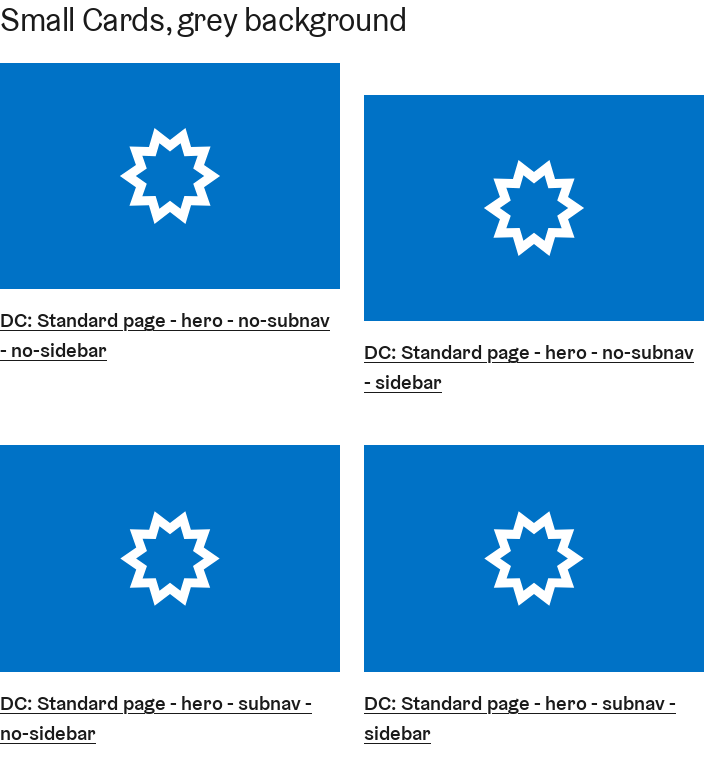 Small Cards, grey background
DC: Standard page - hero - no-subnav
- no-sidebar
DC: Standard page - hero - no-subnav
- sidebar
DC: Standard page - hero - subnav -
no-sidebar
DC: Standard page - hero - subnav -
sidebar